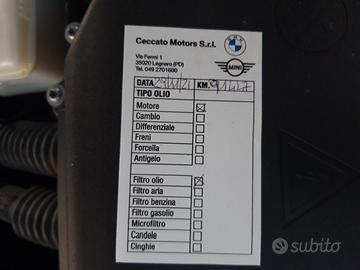 Ceccato Motors S.r.l.
Via Fermi 1
35020 Legnaro (PD)
Tel. 049 2701600
MINI
DATA KM.
TIPO OLIO
Motore
Cambio
Differenziale
Freni
Forcella
Antigelo
Filtro olio
Filtro aria
Filtro benzina
Filtro gasolio
Microfiltro
Candele
Cinghie
subito